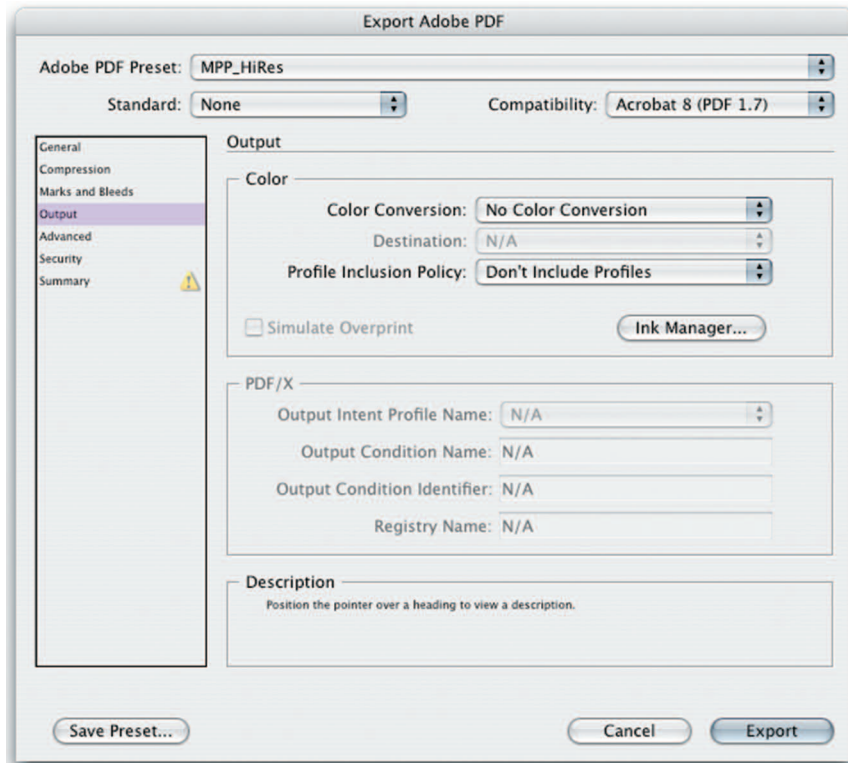 Export Adobe PDF
Adobe PDF Preset: MPP_HiRes
Standard: None Compatibility: Acrobat 8 (PDF 1.7)
General
Compression
Marks and Bleeds
Output
Advanced
Security
Summary
Output
Color
Color Conversion: No Color Conversion
Destination: N/A
Profile Inclusion Policy: Don't Include Profiles
Simulate Overprint Ink Manager...
PDF/X
Output Intent Profile Name: N/A
Output Condition Name: N/A
Output Condition Identifier: N/A
Registry Name: N/A
Description
Position the pointer over a heading to view a description.
Save Preset... Cancel Export